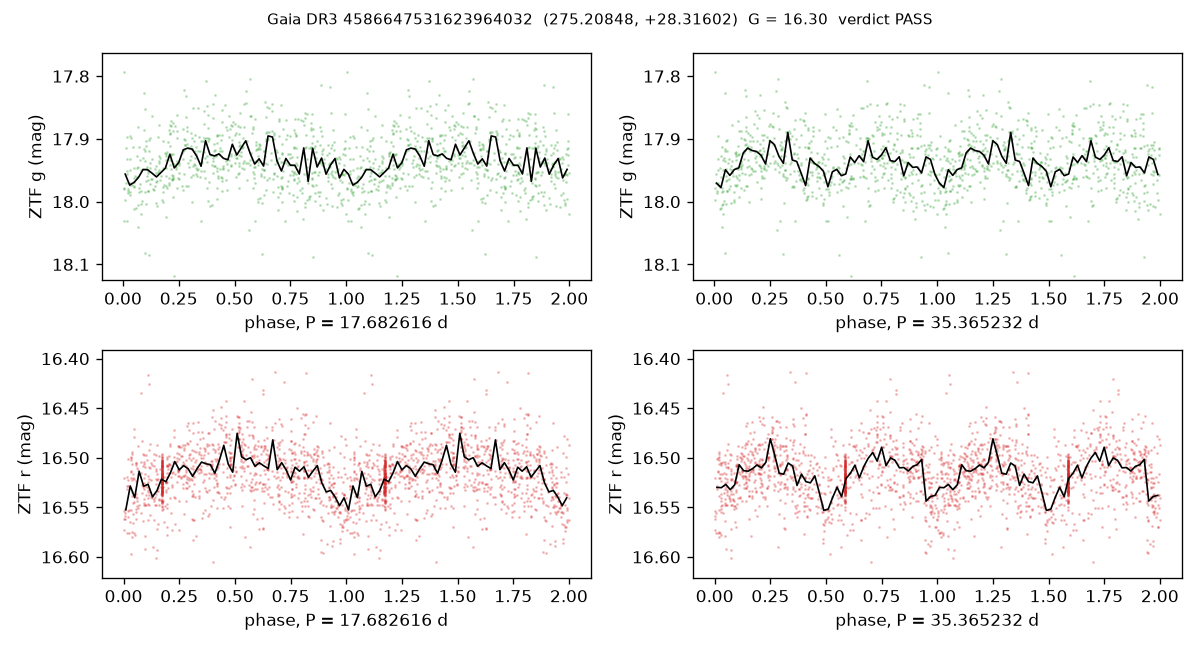 Gaia DR3 4586647531623964032 (275.20848, +28.31602) G = 16.30 verdict PASS
ZTF g (mag)
17.8
17.9
18.0
18.1
0.00 0.25 0.50 0.75 1.00 1.25 1.50 1.75 2.00
phase, P = 17.682616 d
ZTF g (mag)
17.8
17.9
18.0
18.1
0.00 0.25 0.50 0.75 1.00 1.25 1.50 1.75 2.00
phase, P = 35.365232 d
ZTF r (mag)
16.40
16.45
16.50
16.55
16.60
0.00 0.25 0.50 0.75 1.00 1.25 1.50 1.75 2.00
phase, P = 17.682616 d
ZTF r (mag)
16.40
16.45
16.50
16.55
16.60
0.00 0.25 0.50 0.75 1.00 1.25 1.50 1.75 2.00
phase, P = 35.365232 d